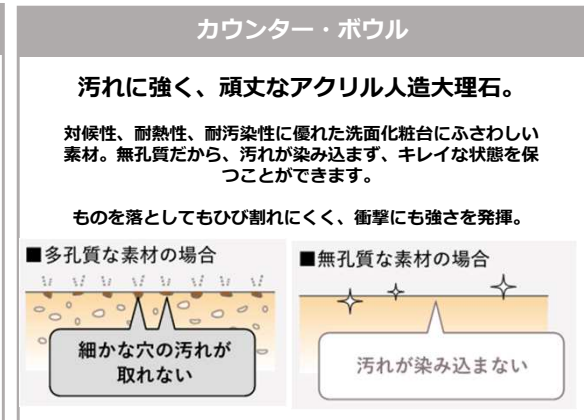 カウンター・ボウル
汚れに強く、頑丈なアクリル人造大理石。
対候性、耐熱性、耐汚染性に優れた洗面化粧台にふさわしい
素材。無孔質だから、汚れが染み込まず、キレイな状態を保
つことができます。
ものを落としてもひび割れにくく、衝撃にも強さを発揮。
■多孔質な素材の場合
細かな穴の汚れが
取れない
■無孔質な素材の場合
汚れが染み込まない